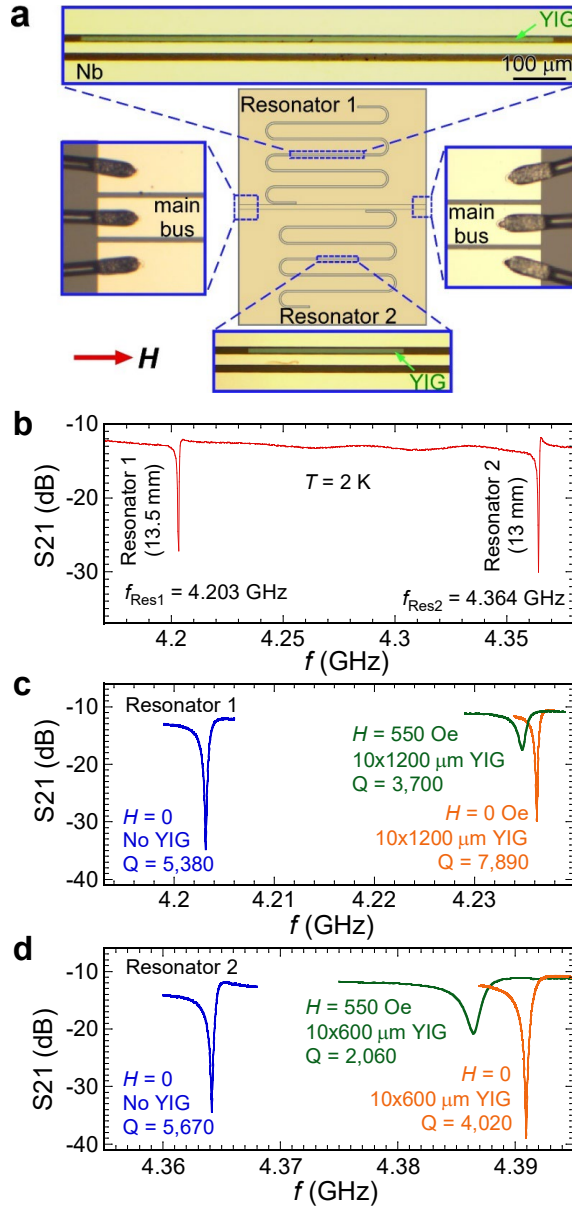 a
YIG
100 μm
Nb
Resonator 1
main
bus
main
bus
Resonator 2
H
YIG
b
-10
-20
-30
S21 (dB)
Resonator 1
(13.5 mm)
T = 2 K
Resonator 2
(13 mm)
fRes1 = 4.203 GHz
fRes2 = 4.364 GHz
4.2
4.25
4.3
4.35
f (GHz)
c
Resonator 1
-10
-20
-30
-40
S21 (dB)
H = 550 Oe
10x1200 μm YIG
Q = 3,700
H = 0
No YIG
Q = 5,380
H = 0 Oe
10x1200 μm YIG
Q = 7,890
4.2
4.21
4.22
4.23
f (GHz)
d
Resonator 2
-10
-20
-30
-40
S21 (dB)
H = 550 Oe
10x600 μm YIG
Q = 2,060
H = 0
No YIG
Q = 5,670
H = 0
10x600 μm YIG
Q = 4,020
4.36
4.37
4.38
4.39
f (GHz)